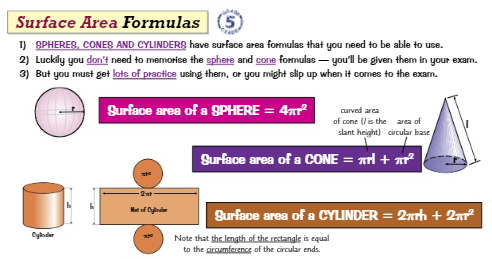 Surface Area Formulas
GRADE 5 GRADE
1) SPHERES, CONES AND CYLINDERS have surface area formulas that you need to be able to use.
2) Luckily you don't need to memorise the sphere and cone formulas — you'll be given them in your exam.
3) But you must get lots of practice using them, or you might slip up when it comes to the exam.
r
Surface area of a SPHERE = 4πr²
curved area
of cone (l is the
slant height)
area of
circular base
l
r
Surface area of a CONE = πrl + πr²
πr²
2πr
h
h
Net of Cylinder
Cylinder
πr²
Surface area of a CYLINDER = 2πrh + 2πr²
Note that the length of the rectangle is equal
to the circumference of the circular ends.